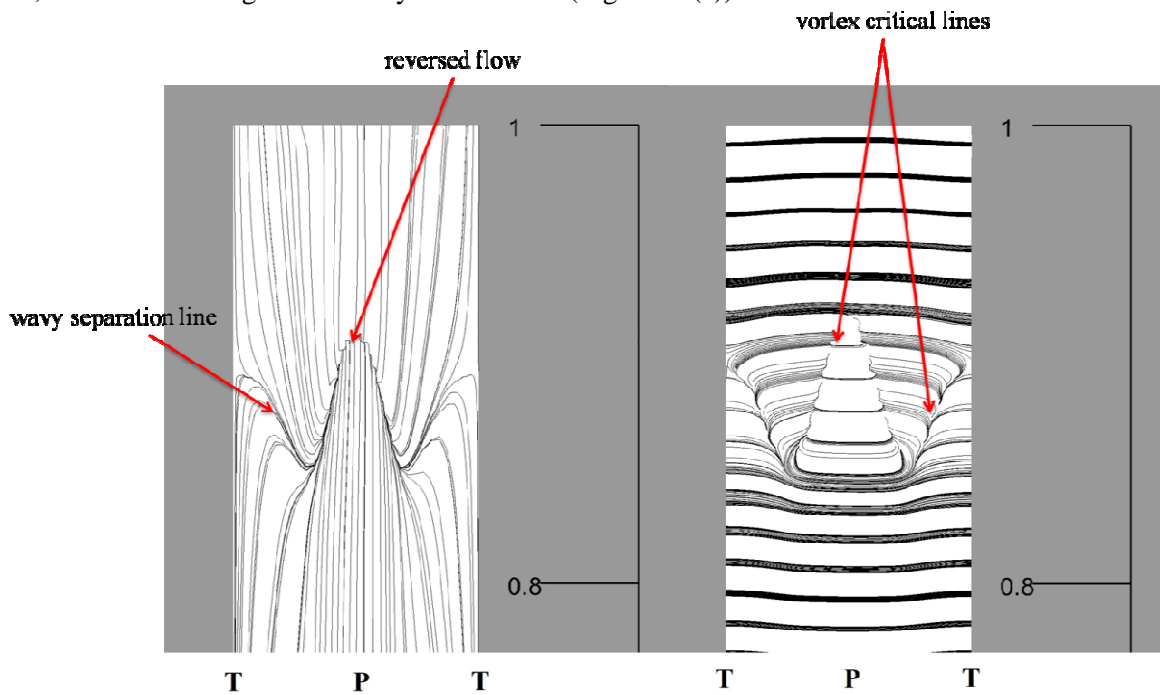 vortex critical lines
reversed flow
1
1
wavy separation line
0.8
0.8
T P T
T P T